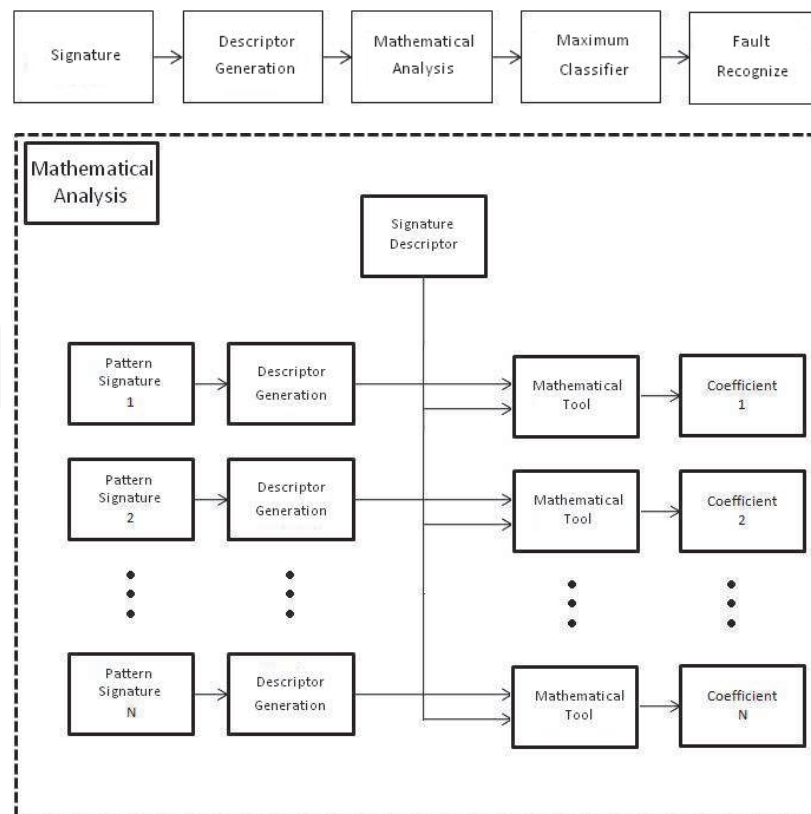 Signature
Descriptor
Generation
Mathematical
Analysis
Maximum
Classifier
Fault
Recognize
Mathematical
Analysis
Signature
Descriptor
Pattern
Signature
1
Descriptor
Generation
Mathematical
Tool
Coefficient
1
Pattern
Signature
2
Descriptor
Generation
Mathematical
Tool
Coefficient
2
Pattern
Signature
N
Descriptor
Generation
Mathematical
Tool
Coefficient
N